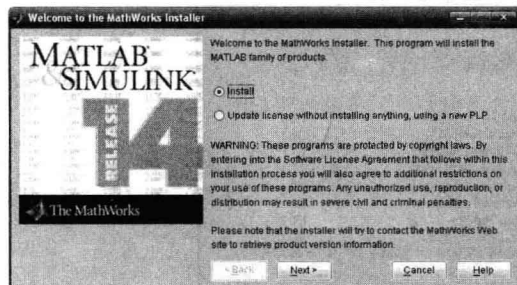 Welcome to the MathWorks Installer
MATLAB®
& SIMULINK®
RELEASE
14
The MathWorks
Welcome to the MathWorks Installer. This program will install the
MATLAB family of products.
Install
Update license without installing anything, using a new PLP
WARNING: These programs are protected by copyright laws. By
entering into the Software License Agreement that follows within this
installation process you will also agree to additional restrictions on
your use of these programs. Any unauthorized use, reproduction, or
distribution may result in severe civil and criminal penalties.
Please note that the installer will try to contact the MathWorks Web
site to retrieve product version information.
< Back
Next >
Cancel
Help